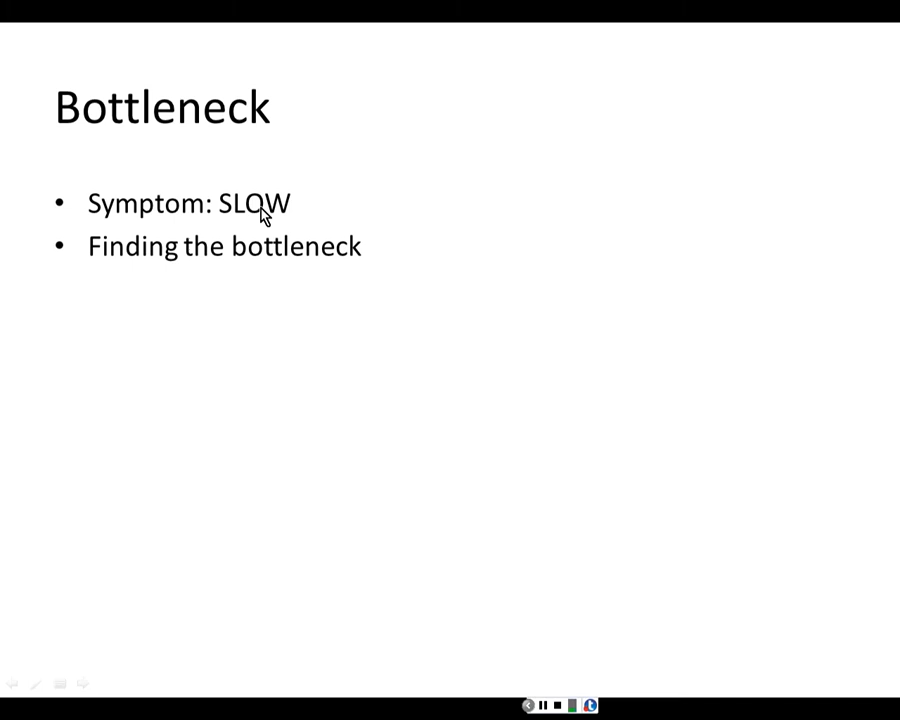 Bottleneck
• Symptom: SLOW
• Finding the bottleneck